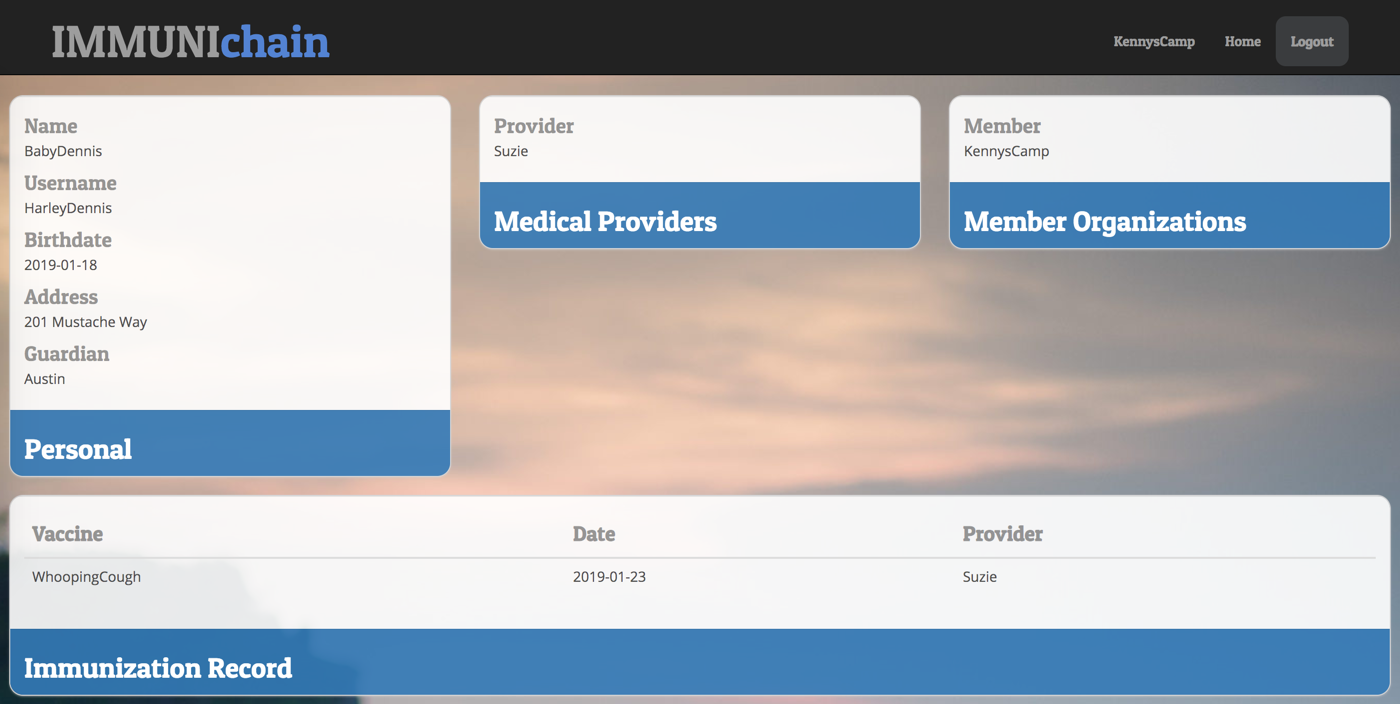 IMMUNIchain
KennysCamp Home Logout
Name
BabyDennis
Username
HarleyDennis
Birthdate
2019-01-18
Address
201 Mustache Way
Guardian
Austin
Personal
Provider
Suzie
Medical Providers
Member
KennysCamp
Member Organizations
Vaccine Date Provider
WhoopingCough 2019-01-23 Suzie
Immunization Record